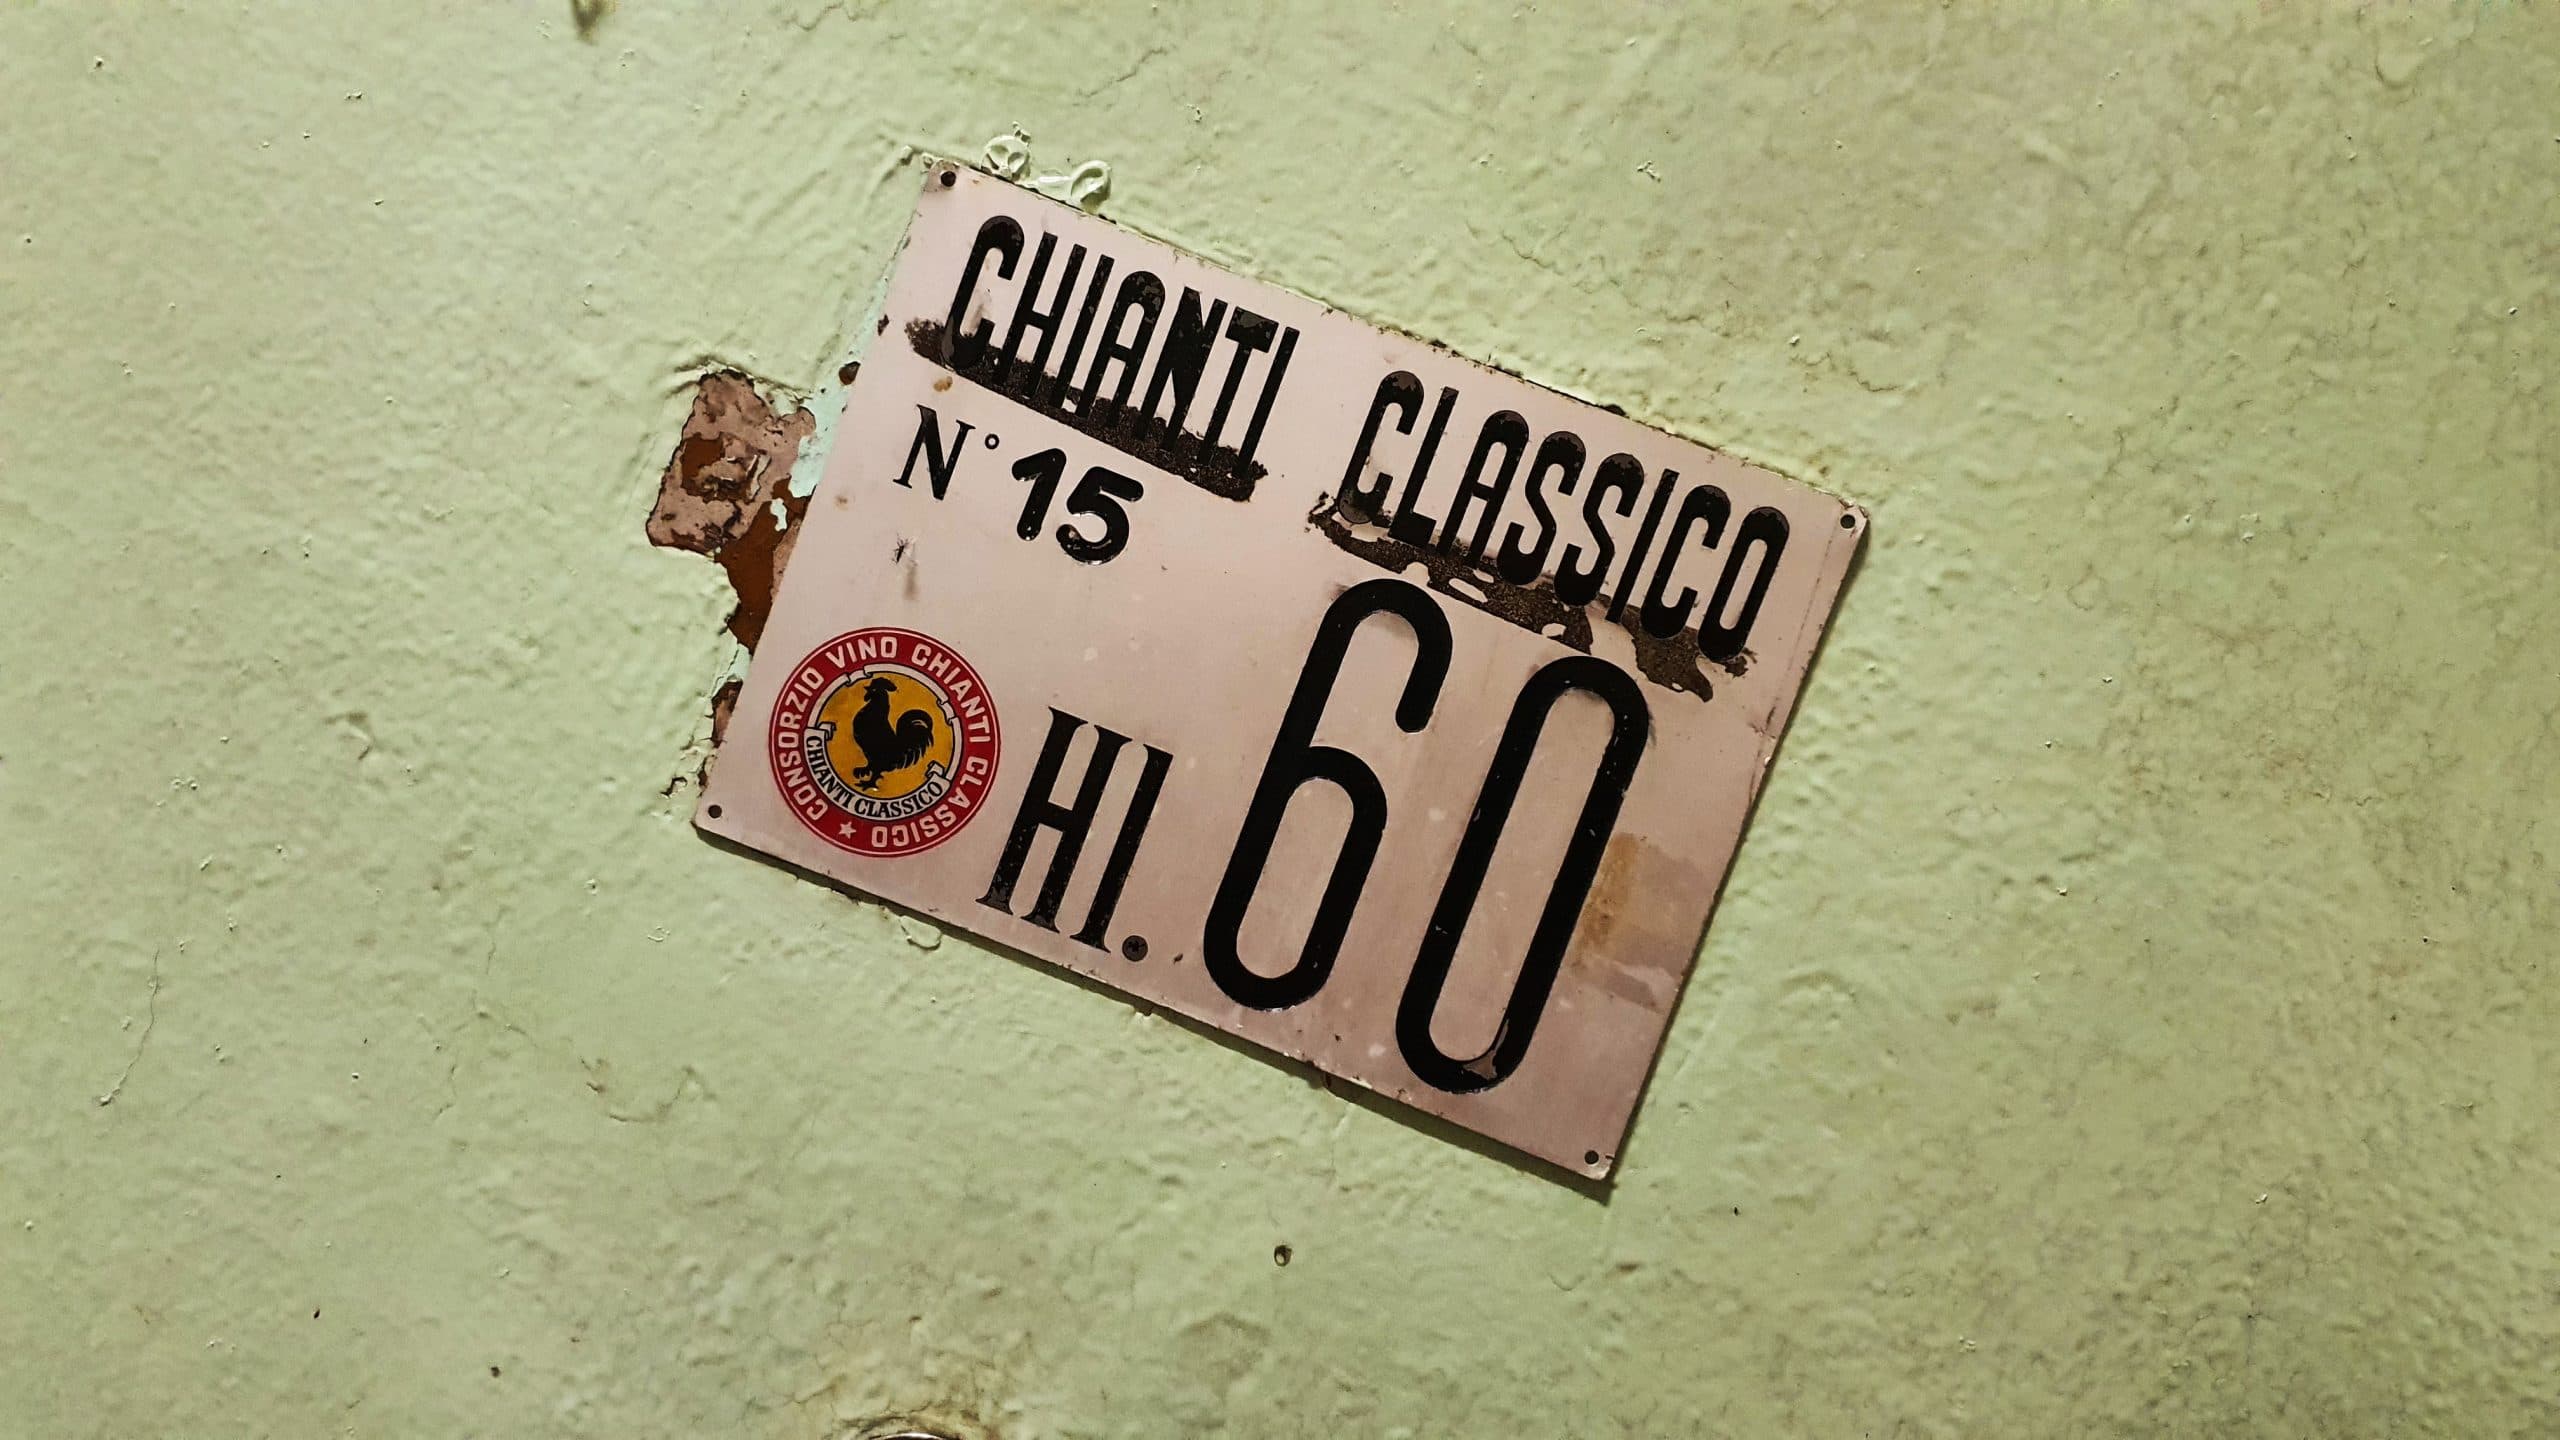 CHIANTI CLASSICO
N° 15
CONSORZIO VINO CHIANTI CLASSICO
CHIANTI CLASSICO
Hl. 60